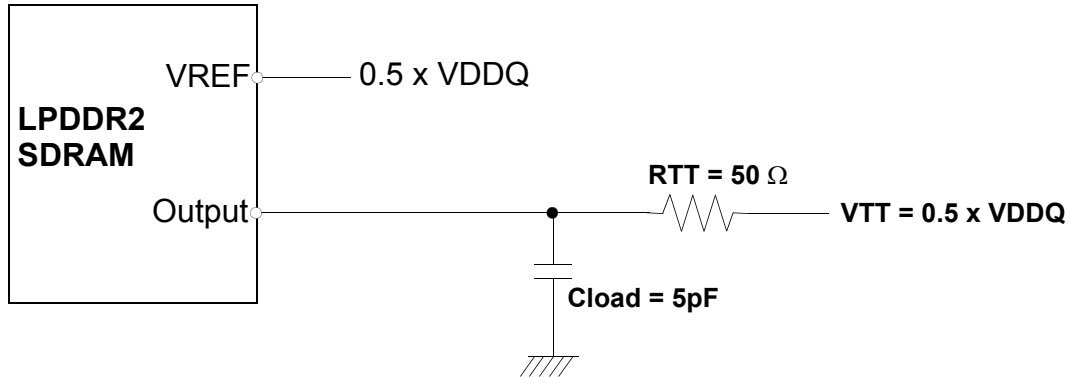 VREF
0.5 x VDDQ
LPDDR2
SDRAM
RTT = 50 Ω
Output
VTT = 0.5 x VDDQ
Cload = 5pF